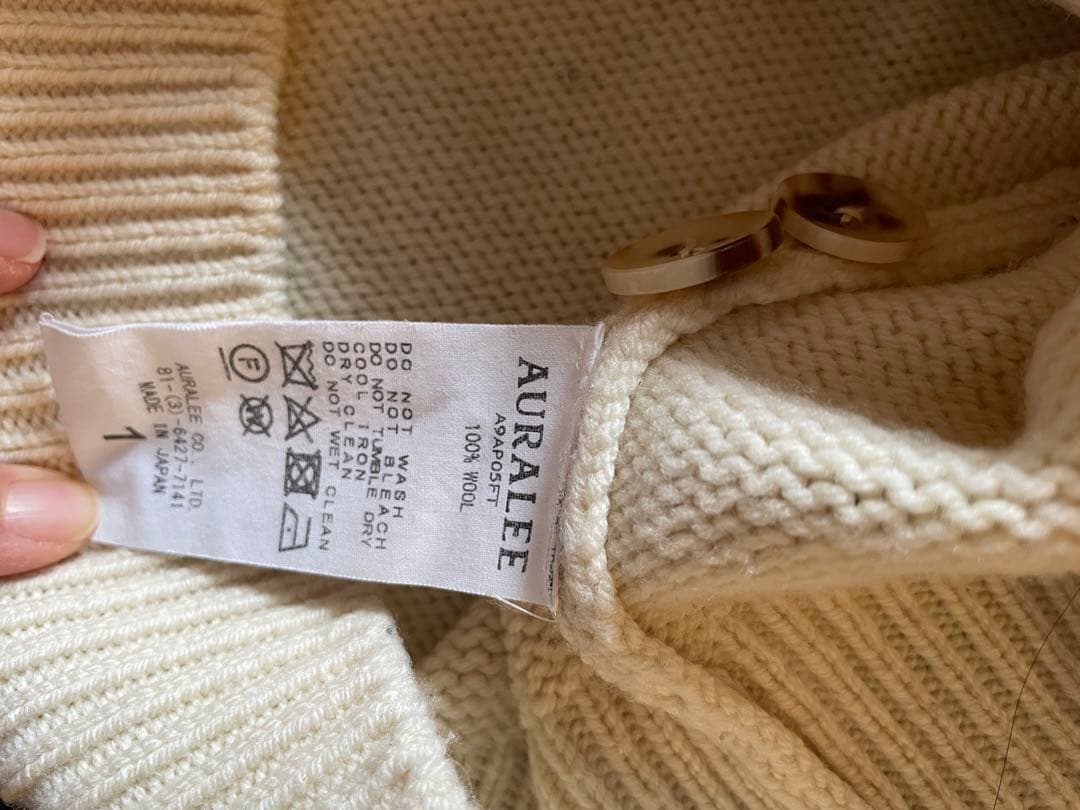 AURALEE
A9AP05FT
100% WOOL
DO NOT WASH
DO NOT BLEACH
DO NOT TUMBLE DRY
COOL IRON
DRY CLEAN
DO NOT WET CLEAN
F
W
AURALEE CO. LTD.
81-(3)-6427-7141
MADE IN JAPAN
1